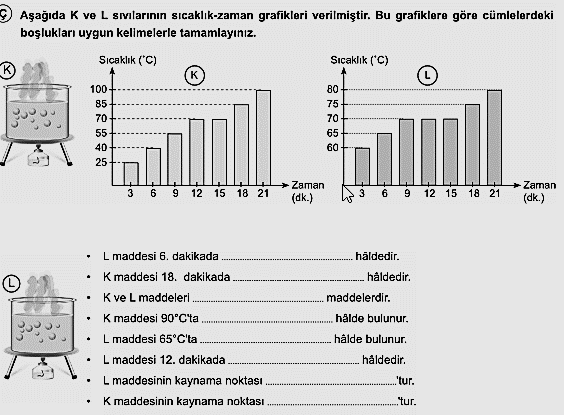 Ç Aşağıda K ve L sıvılarının sıcaklık-zaman grafikleri verilmiştir. Bu grafiklere göre cümlelerdeki
boşlukları uygun kelimelerle tamamlayınız.
K
Sıcaklık (°C)
K
100
85
70
55
40
25
3 6 9 12 15 18 21
Zaman
(dk.)
Sıcaklık (°C)
L
80
75
70
65
60
3 6 9 12 15 18 21
Zaman
(dk.)
L
• L maddesi 6. dakikada ........................................ hâldedir.
• K maddesi 18. dakikada ........................................ hâldedir.
• K ve L maddeleri ........................................ maddelerdir.
• K maddesi 90°C'ta ........................................ hâlde bulunur.
• L maddesi 65°C'ta ........................................ hâlde bulunur.
• L maddesi 12. dakikada ........................................ hâldedir.
• L maddesinin kaynama noktası ........................................'tur.
• K maddesinin kaynama noktası ........................................'tur.